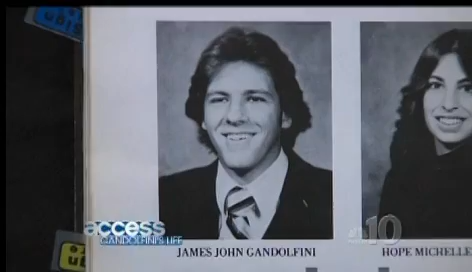 access
GANDOLFINI'S LIFE
10
JAMES JOHN GANDOLFINI
HOPE MICHELLE